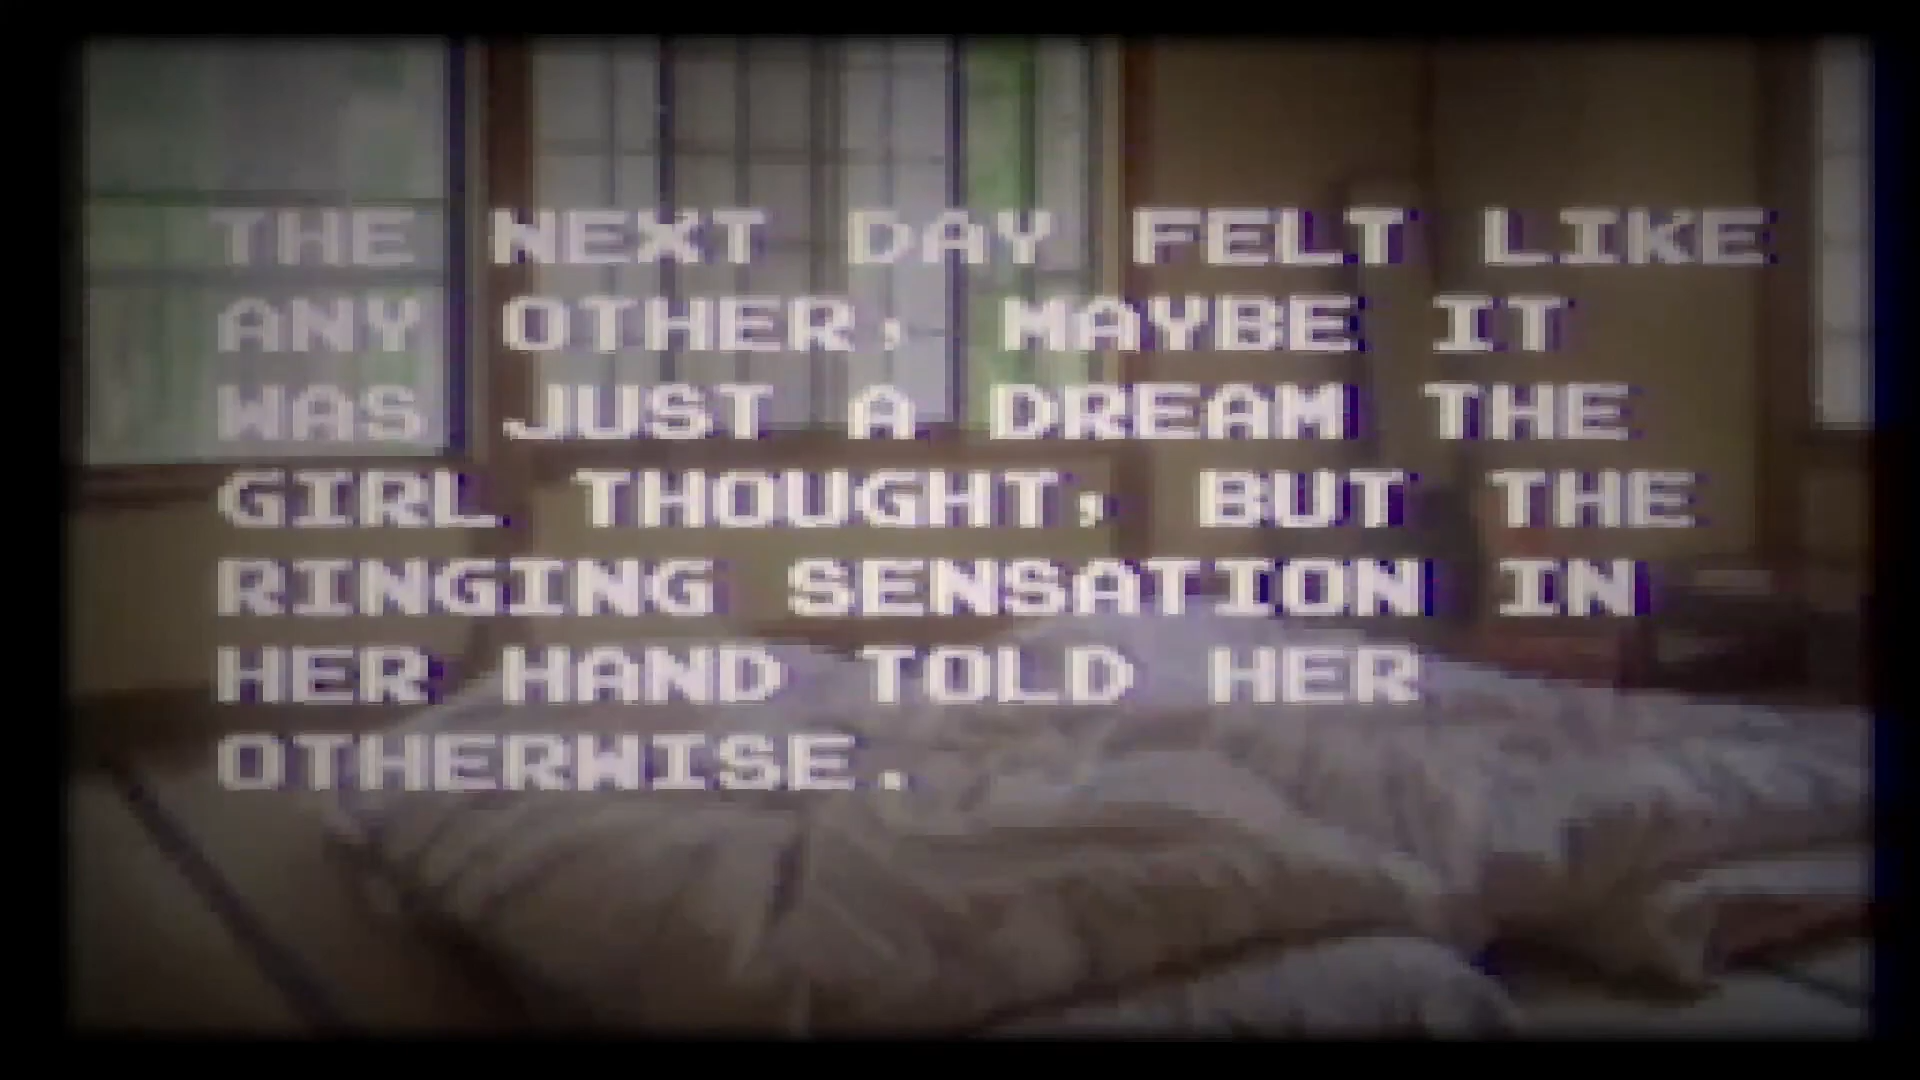 THE NEXT DAY FELT LIKE
ANY OTHER, MAYBE IT
WAS JUST A DREAM THE
GIRL THOUGHT, BUT THE
RINGING SENSATION IN
HER HAND TOLD HER
OTHERWISE.